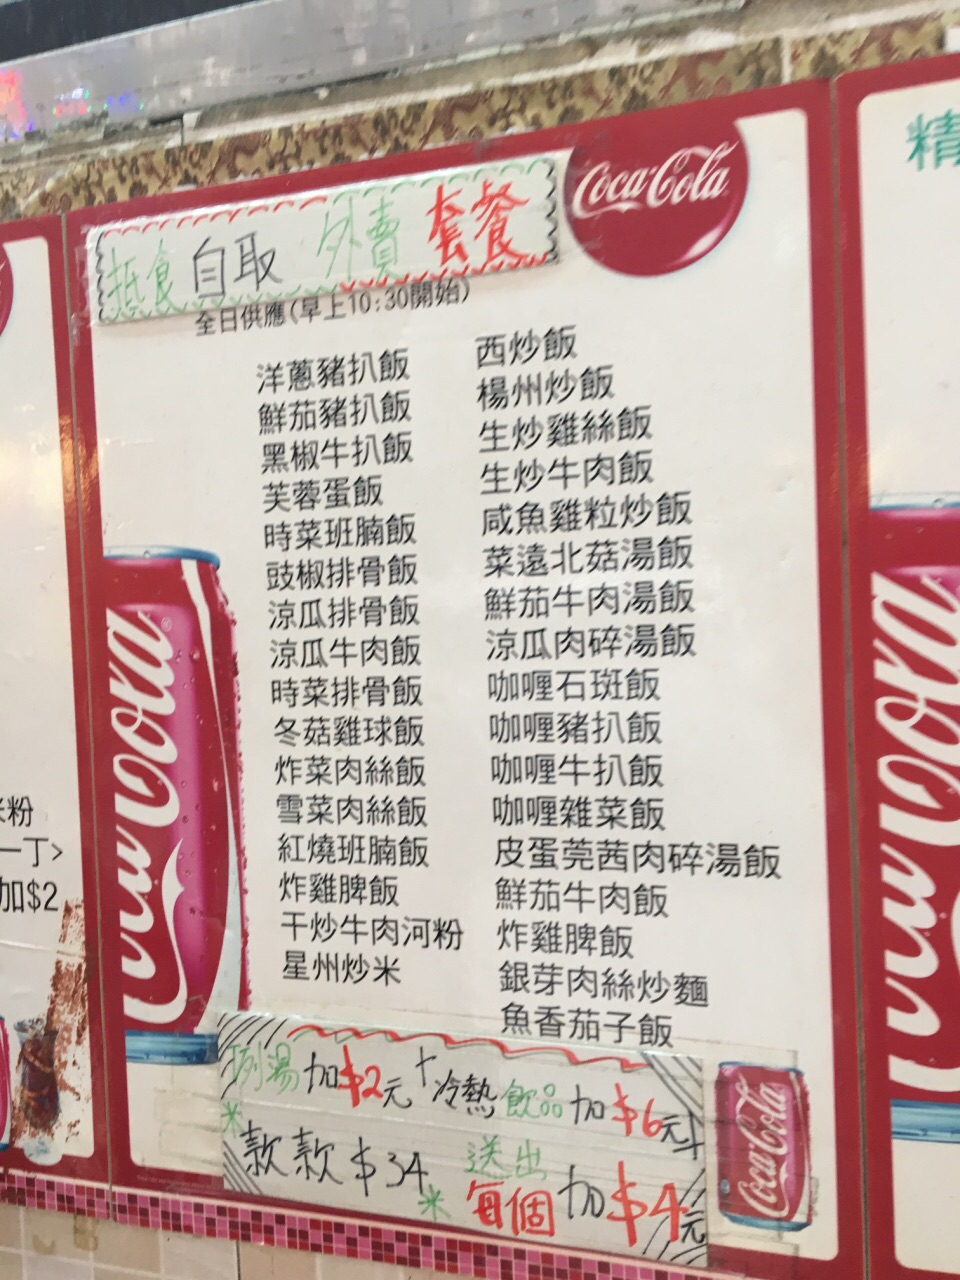 Coca-Cola
抵食自取外賣套餐
全日供應(早上10:30開始)
洋蔥豬扒飯
鮮茄豬扒飯
黑椒牛扒飯
芙蓉蛋飯
時菜班腩飯
豉椒排骨飯
涼瓜排骨飯
涼瓜牛肉飯
時菜排骨飯
冬菇雞球飯
炸菜肉絲飯
雪菜肉絲飯
紅燒班腩飯
炸雞脾飯
干炒牛肉河粉
星州炒米
西炒飯
楊州炒飯
生炒雞絲飯
生炒牛肉飯
咸魚雞粒炒飯
菜遠北菇湯飯
鮮茄牛肉湯飯
涼瓜肉碎湯飯
咖喱石斑飯
咖喱豬扒飯
咖喱牛扒飯
咖喱雜菜飯
皮蛋莞茜肉碎湯飯
鮮茄牛肉飯
炸雞脾飯
銀芽肉絲炒麵
魚香茄子飯
例湯加$2元+冷熱飲品加$6元
款款$34 送出每個加$4元
Coca-Cola
Coca-Cola
米粉
一丁>
加$2
精